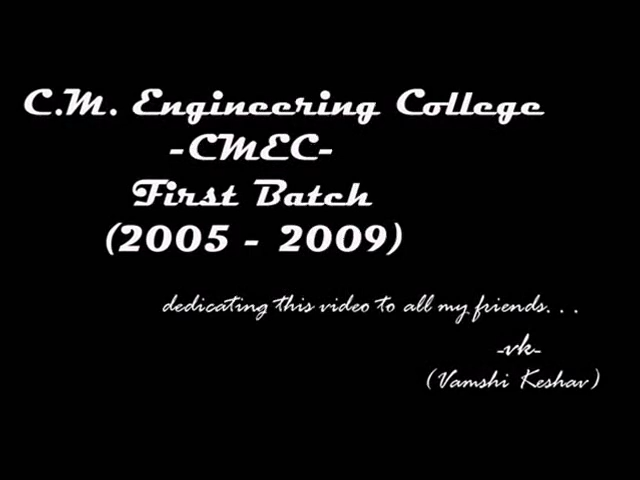 C.M. Engineering College
-CMEC-
First Batch
(2005 - 2009)
dedicating this video to all my friends. . .
-vk-
(Vamshi Keshav)